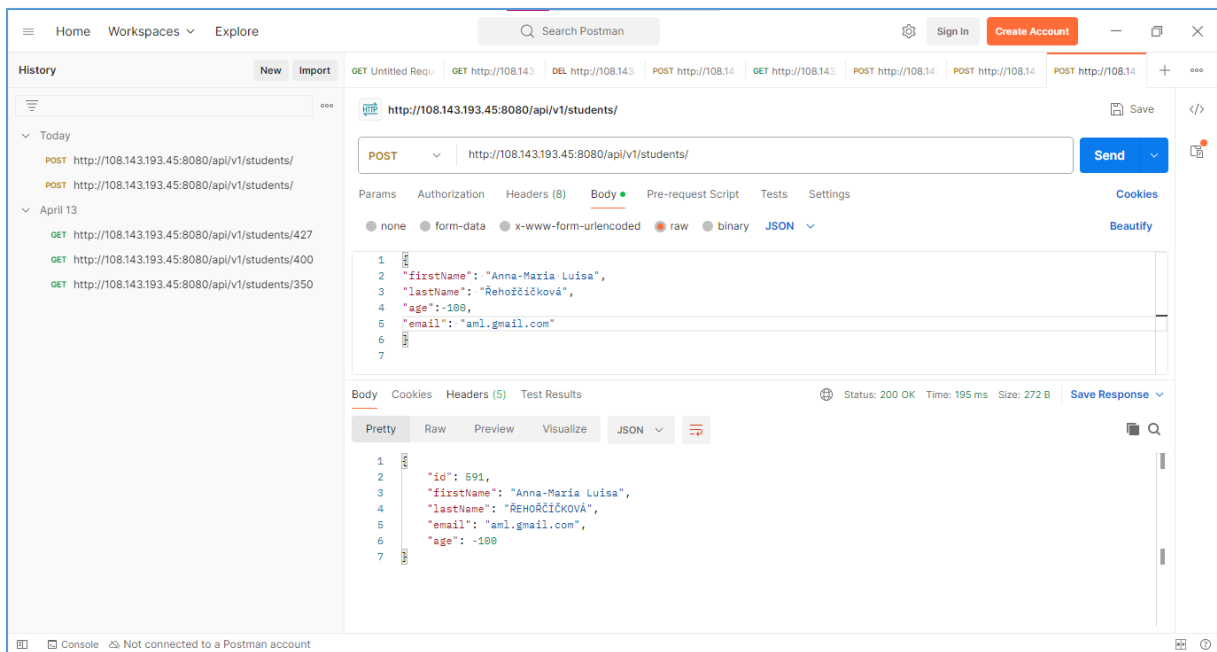 Home Workspaces Explore Search Postman Sign In Create Account
History New Import GET Untitled Requ GET http://108.143 DEL http://108.143 POST http://108.14 GET http://108.143 POST http://108.14 POST http://108.14 POST http://108.14
HTTP http://108.143.193.45:8080/api/v1/students/ Save
Today
POST http://108.143.193.45:8080/api/v1/students/
POST http://108.143.193.45:8080/api/v1/students/
April 13
GET http://108.143.193.45:8080/api/v1/students/427
GET http://108.143.193.45:8080/api/v1/students/400
GET http://108.143.193.45:8080/api/v1/students/350
POST http://108.143.193.45:8080/api/v1/students/ Send
Params Authorization Headers (8) Body Pre-request Script Tests Settings Cookies
none form-data x-www-form-urlencoded raw binary JSON Beautify
1 {
2 "firstName": "Anna-Maria Luisa",
3 "lastName": "Řehořčíčková",
4 "age":-100,
5 "email": "aml.gmail.com"
6 }
7
Body Cookies Headers (5) Test Results Status: 200 OK Time: 195 ms Size: 272 B Save Response
Pretty Raw Preview Visualize JSON
1 {
2 "id": 591,
3 "firstName": "Anna-Maria Luisa",
4 "lastName": "ŘEHOŘČÍČKOVÁ",
5 "email": "aml.gmail.com",
6 "age": -100
7 }
Console Not connected to a Postman account